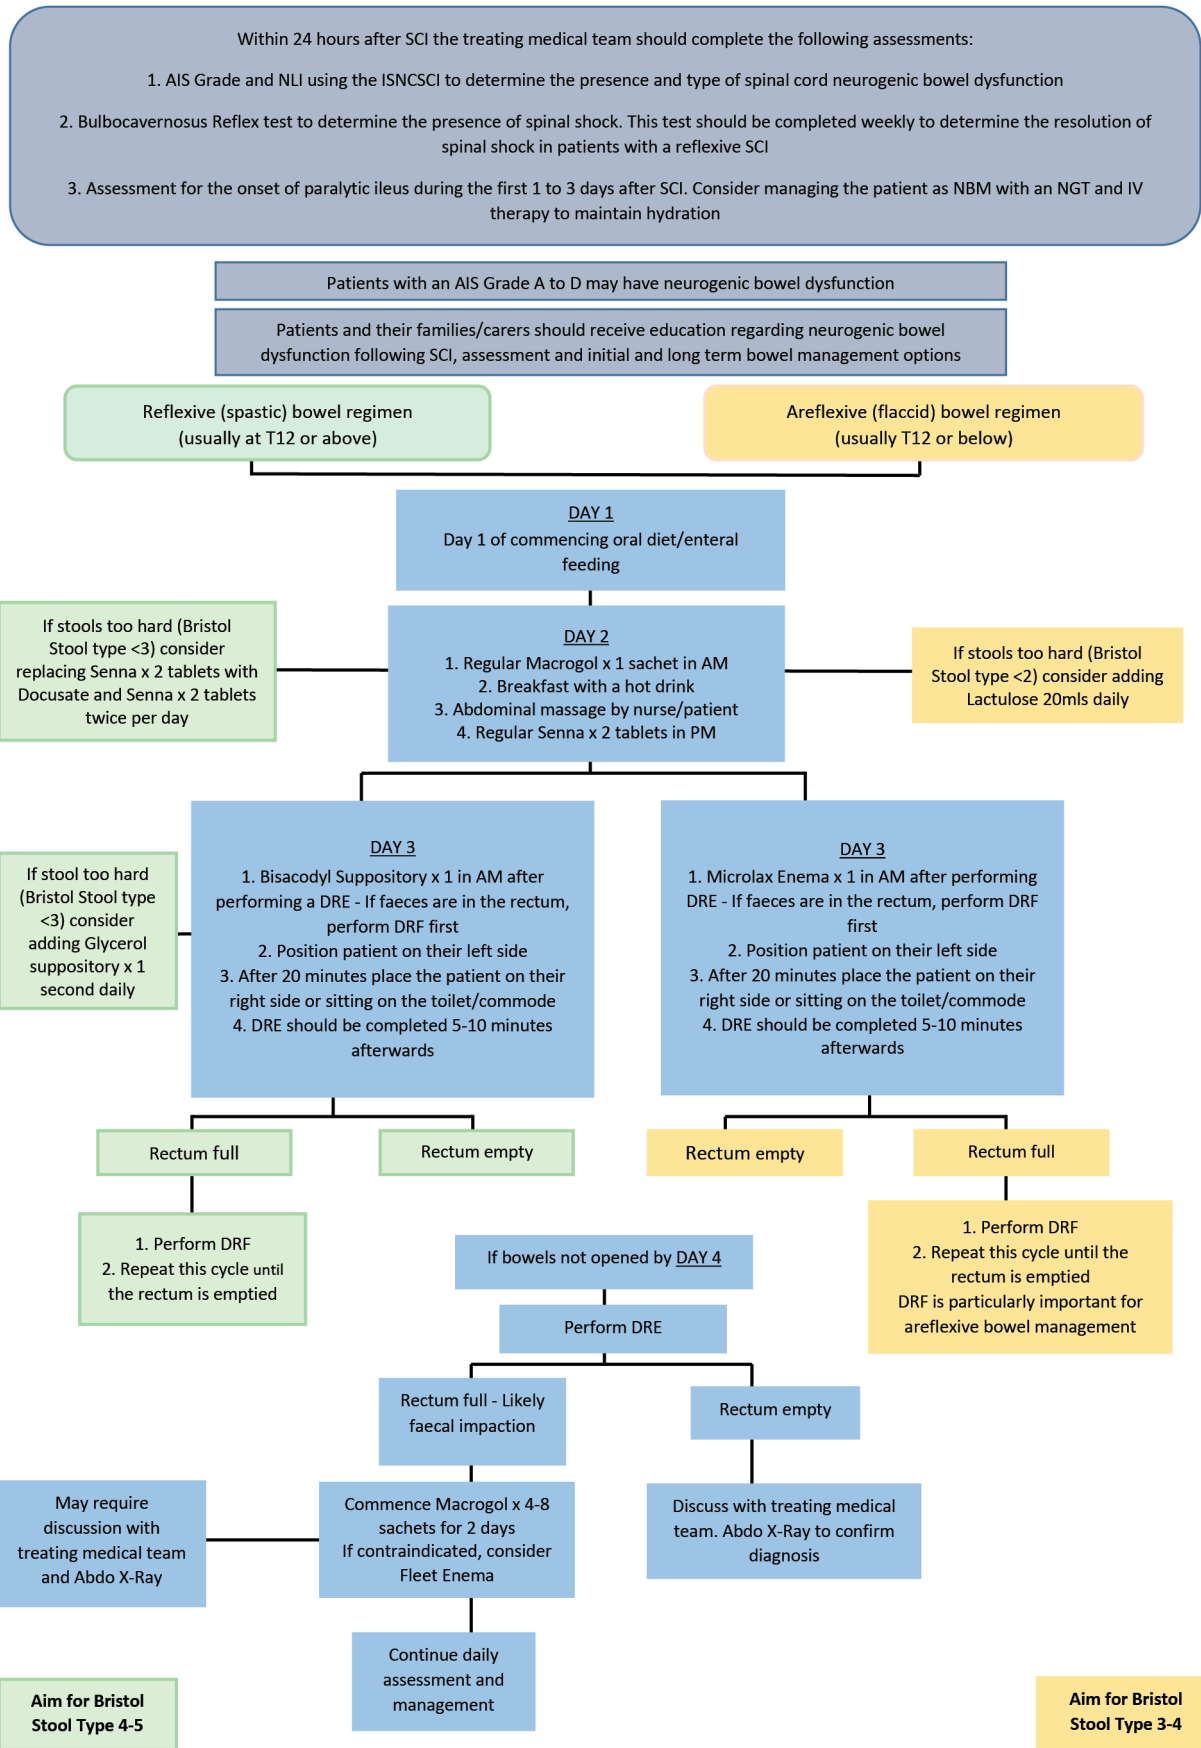 Within 24 hours after SCI the treating medical team should complete the following assessments:
1. AIS Grade and NLI using the ISNCSCI to determine the presence and type of spinal cord neurogenic bowel dysfunction
2. Bulbocavernosus Reflex test to determine the presence of spinal shock. This test should be completed weekly to determine the resolution of
spinal shock in patients with a reflexive SCI
3. Assessment for the onset of paralytic ileus during the first 1 to 3 days after SCI. Consider managing the patient as NBM with an NGT and IV
therapy to maintain hydration
Patients with an AIS Grade A to D may have neurogenic bowel dysfunction
Patients and their families/carers should receive education regarding neurogenic bowel
dysfunction following SCI, assessment and initial and long term bowel management options
Reflexive (spastic) bowel regimen
(usually at T12 or above)
Areflexive (flaccid) bowel regimen
(usually T12 or below)
DAY 1
Day 1 of commencing oral diet/enteral
feeding
If stools too hard (Bristol
Stool type <3) consider
replacing Senna x 2 tablets with
Docusate and Senna x 2 tablets
twice per day
DAY 2
1. Regular Macrogol x 1 sachet in AM
2. Breakfast with a hot drink
3. Abdominal massage by nurse/patient
4. Regular Senna x 2 tablets in PM
If stools too hard (Bristol
Stool type <2) consider adding
Lactulose 20mls daily
If stool too hard
(Bristol Stool type
<3) consider
adding Glycerol
suppository x 1
second daily
DAY 3
1. Bisacodyl Suppository x 1 in AM after
performing a DRE - If faeces are in the rectum,
perform DRF first
2. Position patient on their left side
3. After 20 minutes place the patient on their
right side or sitting on the toilet/commode
4. DRE should be completed 5-10 minutes
afterwards
DAY 3
1. Microlax Enema x 1 in AM after performing
DRE - If faeces are in the rectum, perform DRF
first
2. Position patient on their left side
3. After 20 minutes place the patient on their
right side or sitting on the toilet/commode
4. DRE should be completed 5-10 minutes
afterwards
Rectum full
Rectum empty
Rectum empty
Rectum full
1. Perform DRF
2. Repeat this cycle until
the rectum is emptied
1. Perform DRF
2. Repeat this cycle until the
rectum is emptied
DRF is particularly important for
areflexive bowel management
If bowels not opened by DAY 4
Perform DRE
Rectum full - Likely
faecal impaction
Rectum empty
May require
discussion with
treating medical team
and Abdo X-Ray
Commence Macrogol x 4-8
sachets for 2 days
If contraindicated, consider
Fleet Enema
Discuss with treating medical
team. Abdo X-Ray to confirm
diagnosis
Continue daily
assessment and
management
Aim for Bristol
Stool Type 4-5
Aim for Bristol
Stool Type 3-4